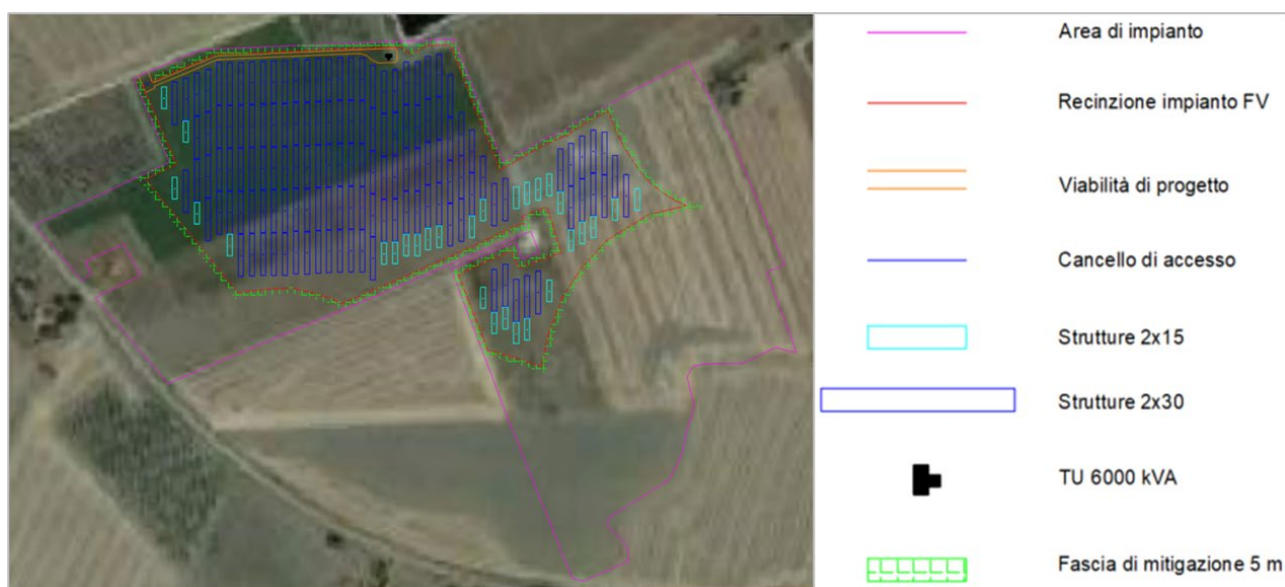 Area di impianto
Recinzione impianto FV
Viabilità di progetto
Cancello di accesso
Strutture 2x15
Strutture 2x30
TU 6000 kVA
Fascia di mitigazione 5 m